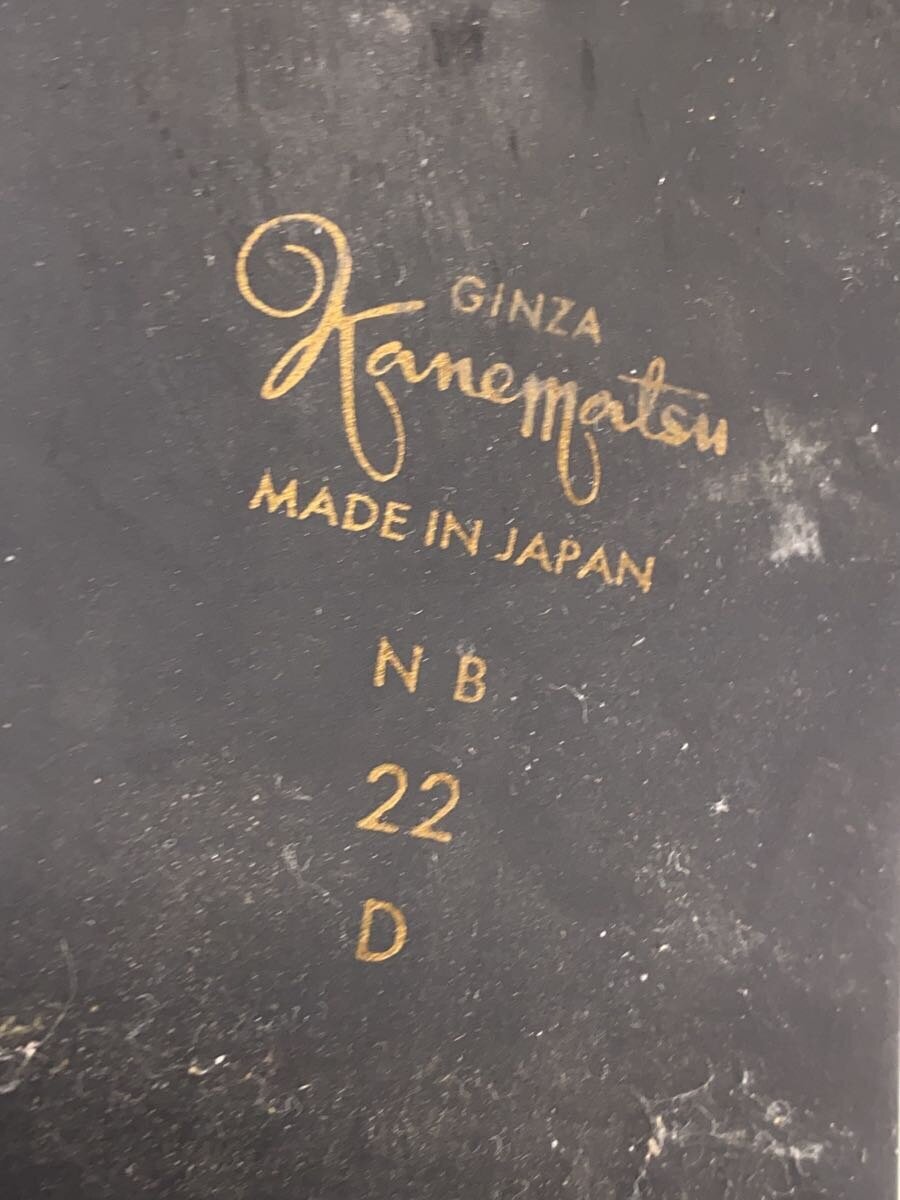 GINZA
Kanematsu
MADE IN JAPAN
N B
22
D